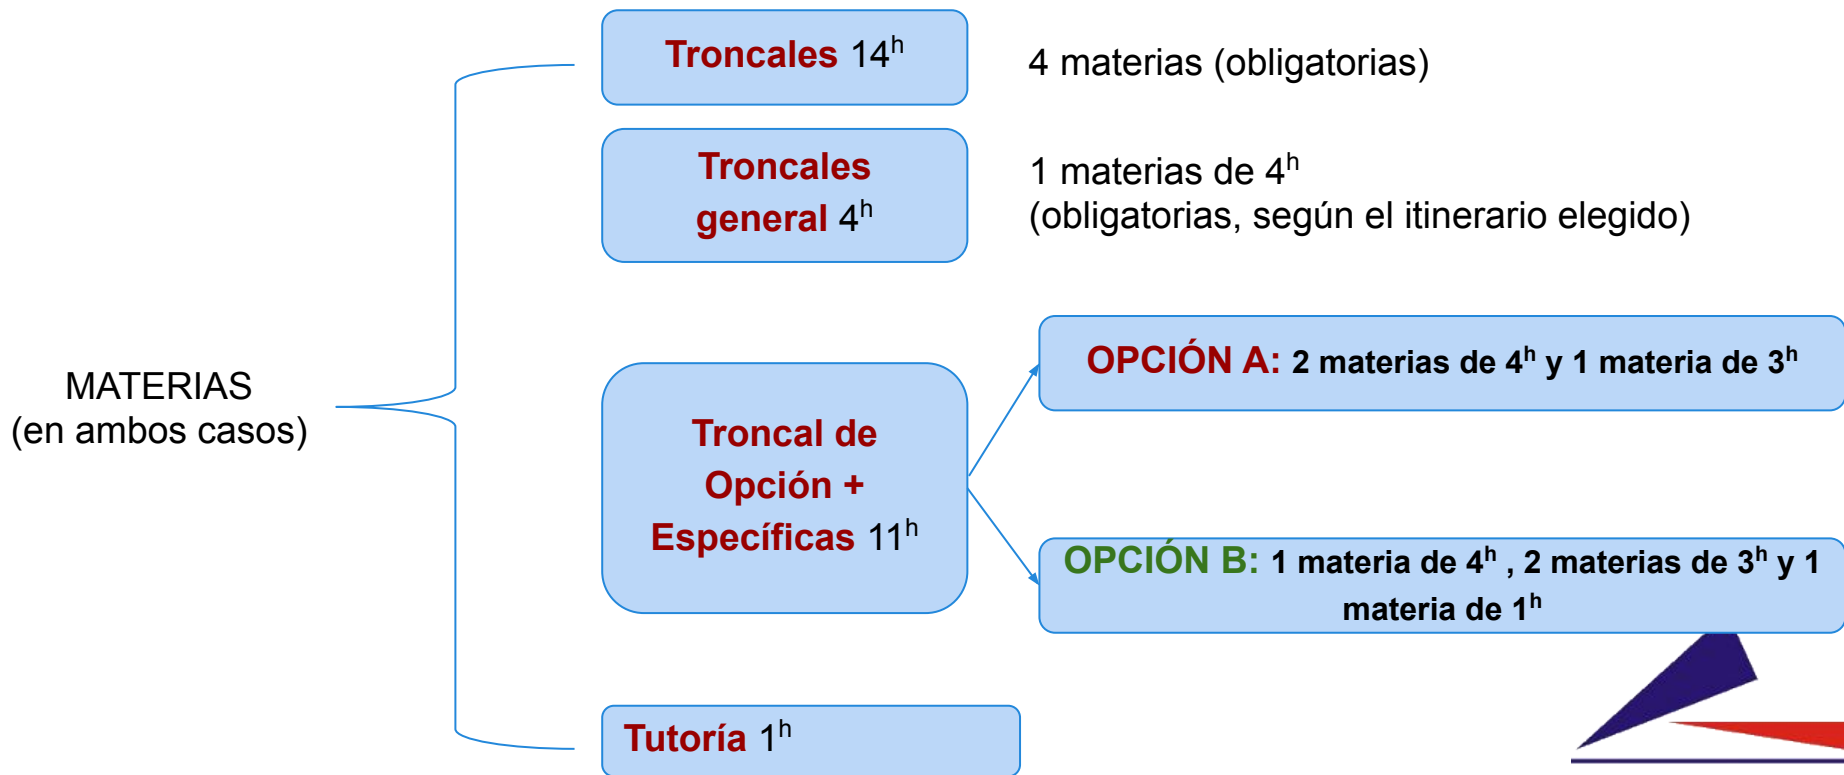 Troncales 14ʰ
4 materias (obligatorias)
Troncales
general 4ʰ
1 materias de 4ʰ
(obligatorias, según el itinerario elegido)
MATERIAS
(en ambos casos)
Troncal de
Opción +
Específicas 11ʰ
OPCIÓN A: 2 materias de 4ʰ y 1 materia de 3ʰ
OPCIÓN B: 1 materia de 4ʰ , 2 materias de 3ʰ y 1
materia de 1ʰ
Tutoría 1ʰ